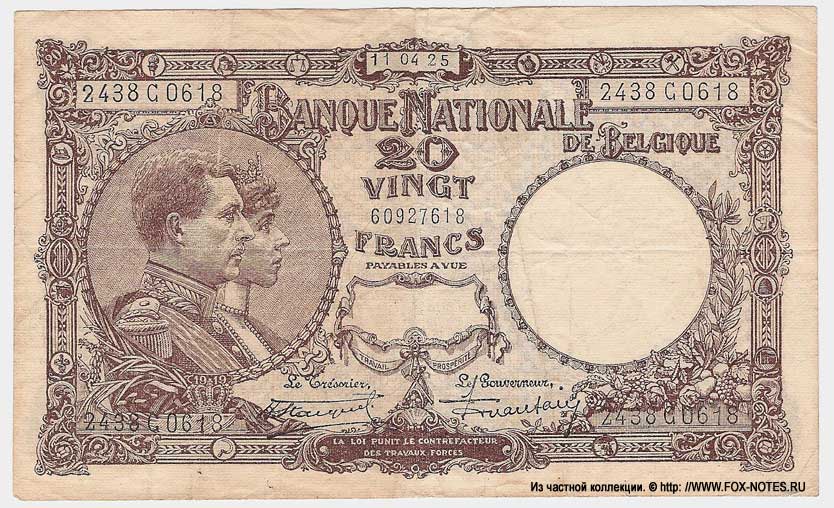 11 04 25
2438 G 0618
2438 G 0618
BANQUE NATIONALE
DE BELGIQUE
20
VINGT
60927618
FRANCS
PAYABLES A VUE
TRAVAIL PROSPÉRITÉ
1919
Le Trésorier,
Le Gouverneur,
2438 G 0618
2438 G 0618
LA LOI PUNIT LE CONTREFACTEUR
DES TRAVAUX FORCÉS
Из частной коллекции. © http: //WWW.FOX-NOTES.RU